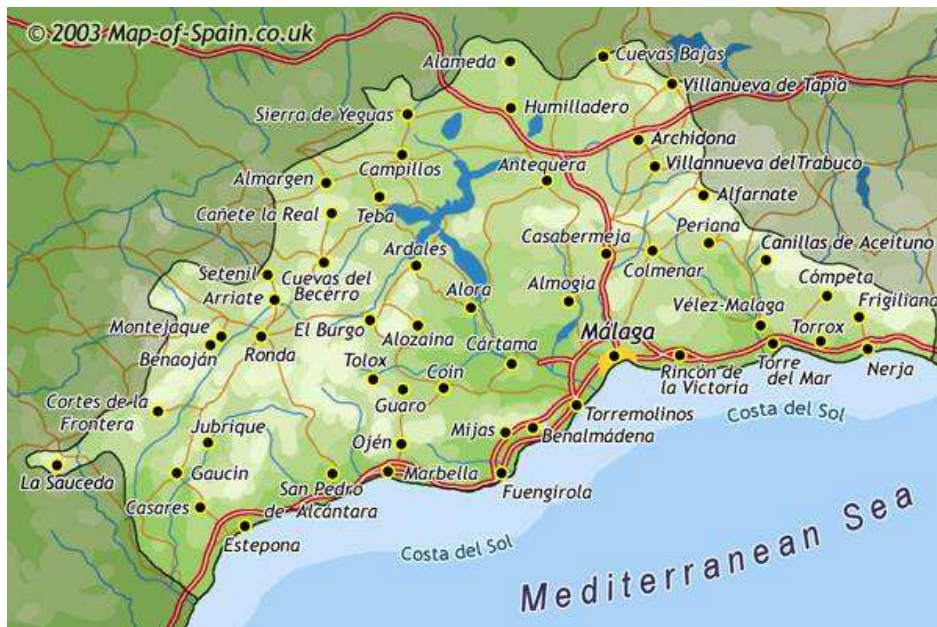 © 2003 Map-of-Spain.co.uk
Alameda
Cuevas Bajas
Villanueva de Tapia
Sierra de Yeguas
Humilladero
Archidona
Campillos
Antequera
Villannueva del Trabuco
Almargen
Alfarnate
Cañete la Real
Teba
Periana
Ardales
Casabermeja
Canillas de Aceituno
Setenil
Cuevas del
Becerro
Colmenar
Cómpeta
Arriate
Alora
Almogia
Vélez-Malaga
Frigiliana
Montejaque
El Burgo
Alozaina
Málaga
Torrox
Benaoján
Ronda
Tolox
Cártama
Coin
Rincón de
la Victoria
Torre
del Mar
Nerja
Cortes de la
Frontera
Guaro
Torremolinos
Costa del Sol
Jubrique
Ojén
Mijas
Benalmádena
La Sauceda
Gaucin
San Pedro
de Alcántara
Marbella
Fuengirola
Casares
Estepona
Costa del Sol
Mediterranean Sea